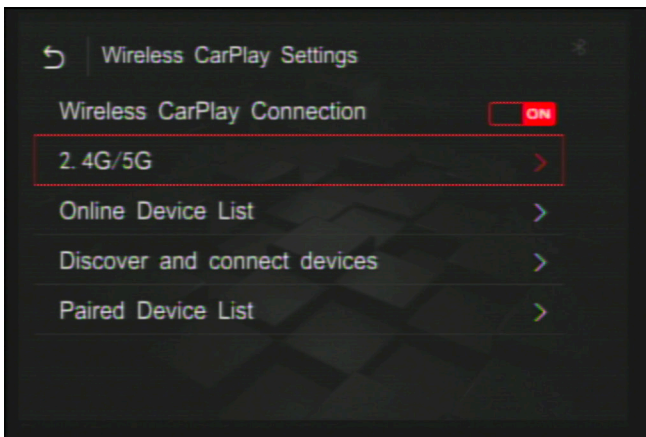 Wireless CarPlay Settings
Wireless CarPlay Connection ON
2. 4G/5G
Online Device List
Discover and connect devices
Paired Device List